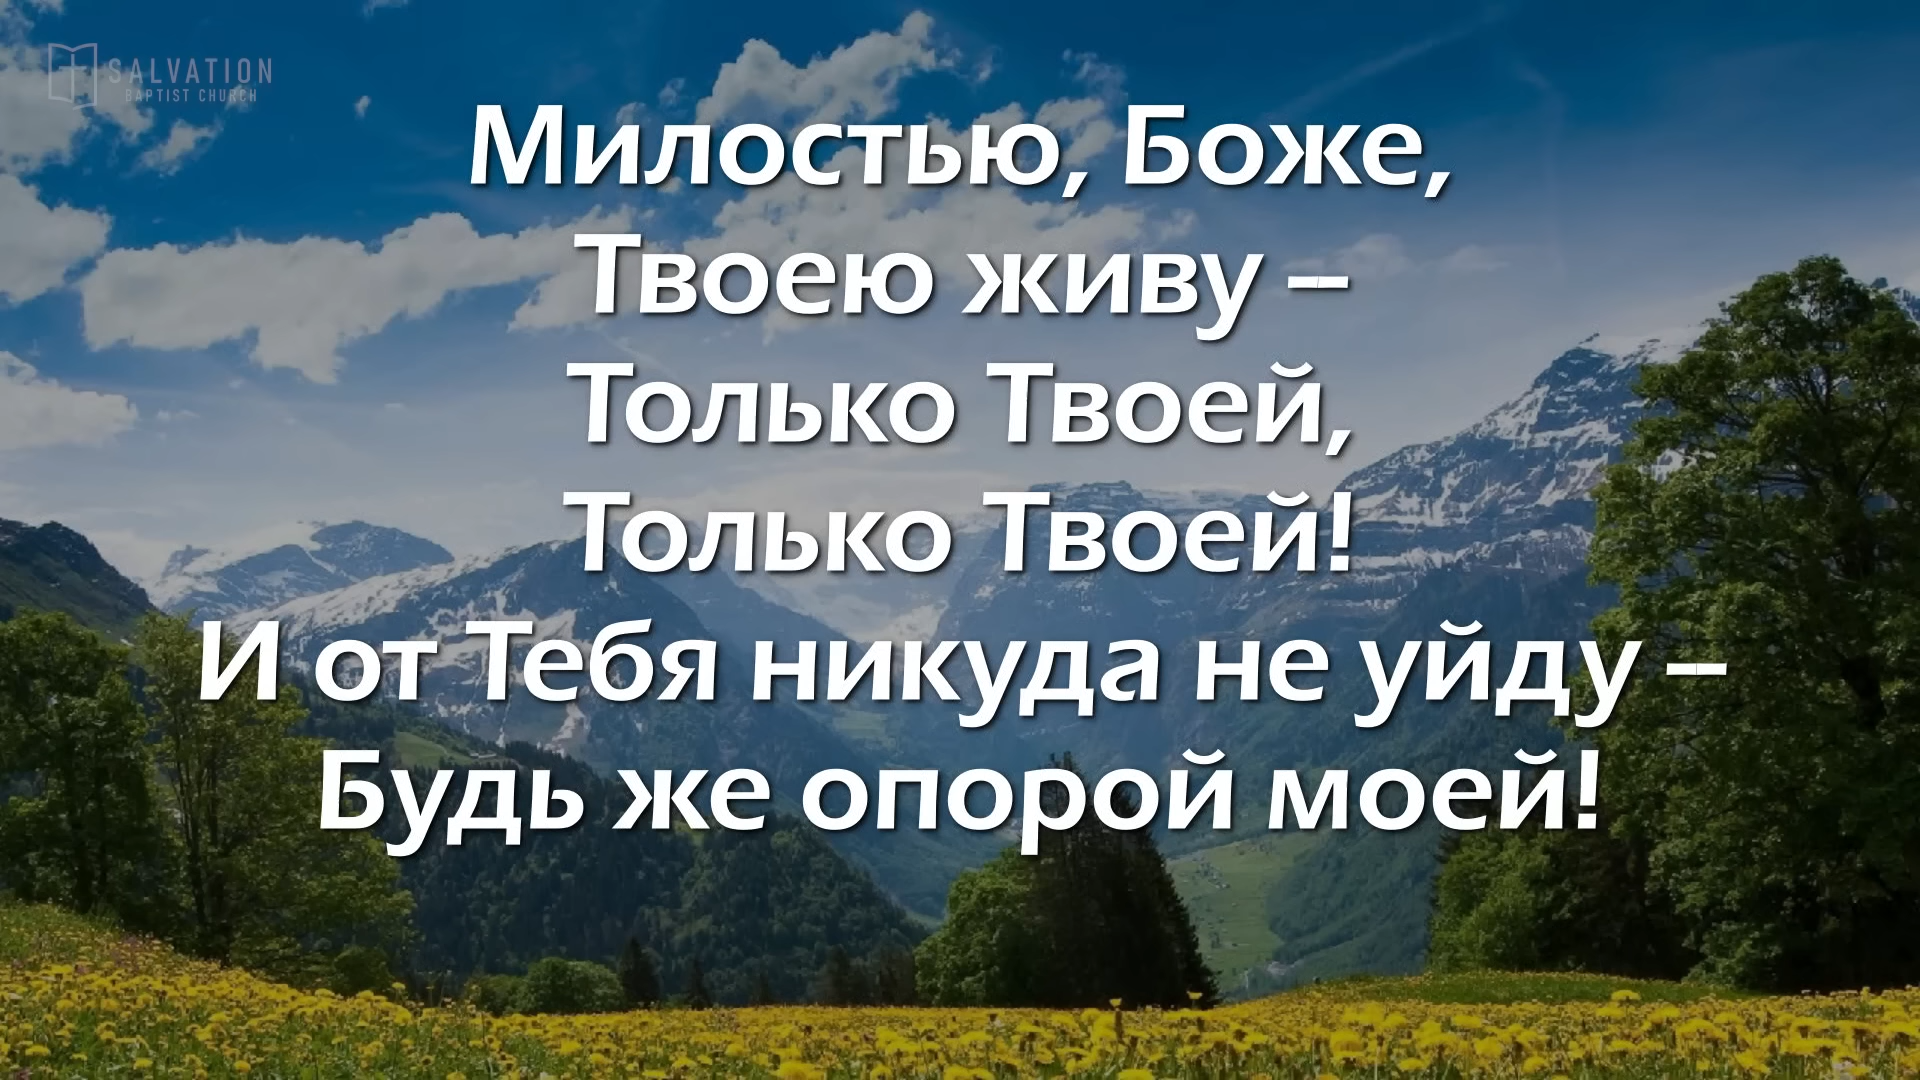 SALVATION
BAPTIST CHURCH
Милостью, Боже,
Твоею живу –
Только Твоей,
Только Твоей!
И от Тебя никуда не уйду –
Будь же опорой моей!